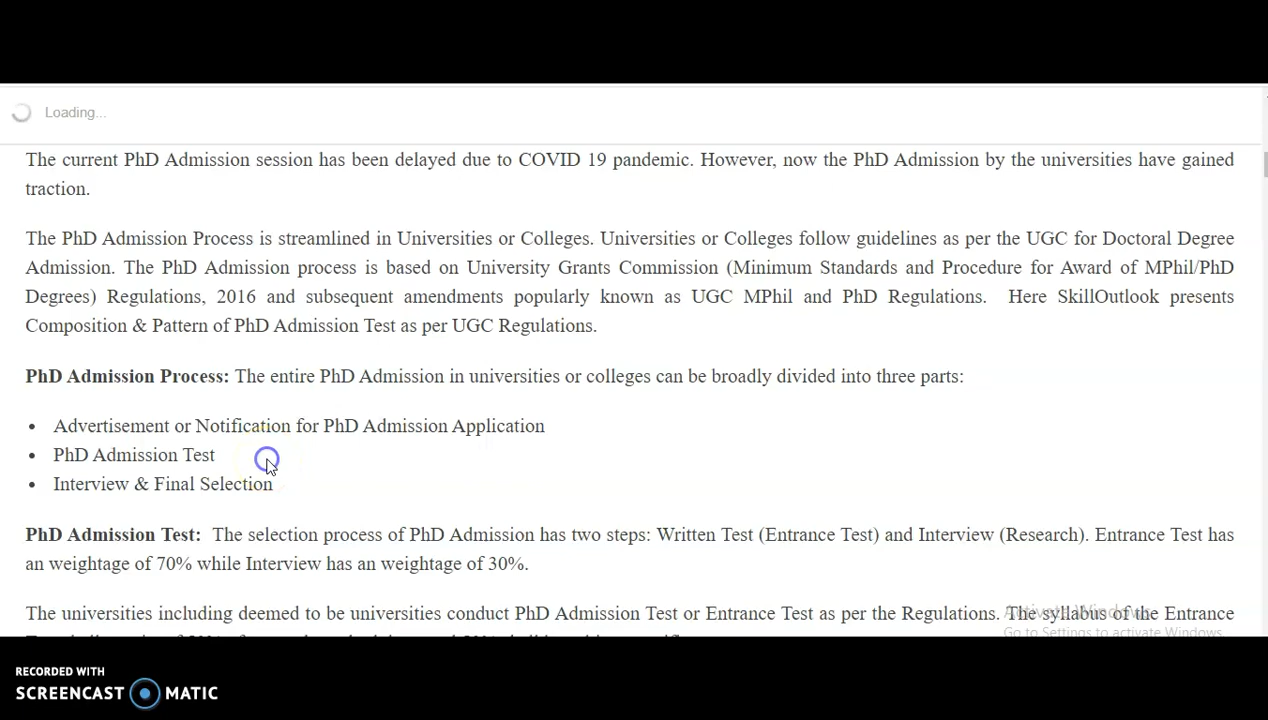 Loading...
The current PhD Admission session has been delayed due to COVID 19 pandemic. However, now the PhD Admission by the universities have gained
traction.
The PhD Admission Process is streamlined in Universities or Colleges. Universities or Colleges follow guidelines as per the UGC for Doctoral Degree
Admission. The PhD Admission process is based on University Grants Commission (Minimum Standards and Procedure for Award of MPhil/PhD
Degrees) Regulations, 2016 and subsequent amendments popularly known as UGC MPhil and PhD Regulations.  Here SkillOutlook presents
Composition & Pattern of PhD Admission Test as per UGC Regulations.
PhD Admission Process: The entire PhD Admission in universities or colleges can be broadly divided into three parts:
• Advertisement or Notification for PhD Admission Application
• PhD Admission Test
• Interview & Final Selection
PhD Admission Test:  The selection process of PhD Admission has two steps: Written Test (Entrance Test) and Interview (Research). Entrance Test has
an weightage of 70% while Interview has an weightage of 30%.
The universities including deemed to be universities conduct PhD Admission Test or Entrance Test as per the Regulations. The syllabus of the Entrance
Activate Windows
Go to Settings to activate Windows.
RECORDED WITH
SCREENCAST MATIC